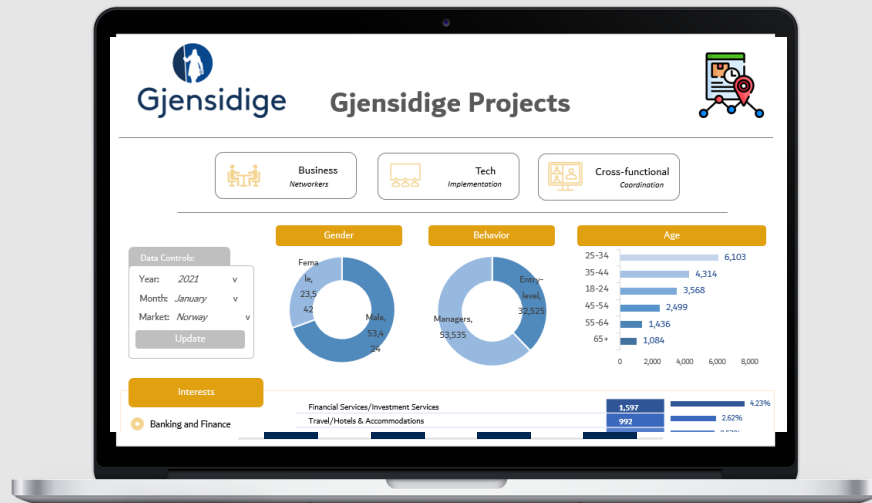 Gjensidige
Gjensidige Projects
Business
Networkers
Tech
Implementation
Cross-functional
Coordination
Gender
Behavior
Age
Data Controls:
Year: 2021 v
Month: January v
Market: Norway v
Update
Fema
le,
23,5
42
Mala,
53,4
24
Entry-
level,
32,525
Managers,
53,535
25-34 6,103
35-44 4,314
18-24 3,568
45-54 2,499
55-64 1,436
65+ 1,084
0 2,000 4,000 6,000 8,000
Interests
Banking and Finance
Financial Services/Investment Services 1,597 4.23%
Travel/Hotels & Accommodations 992 2.62%